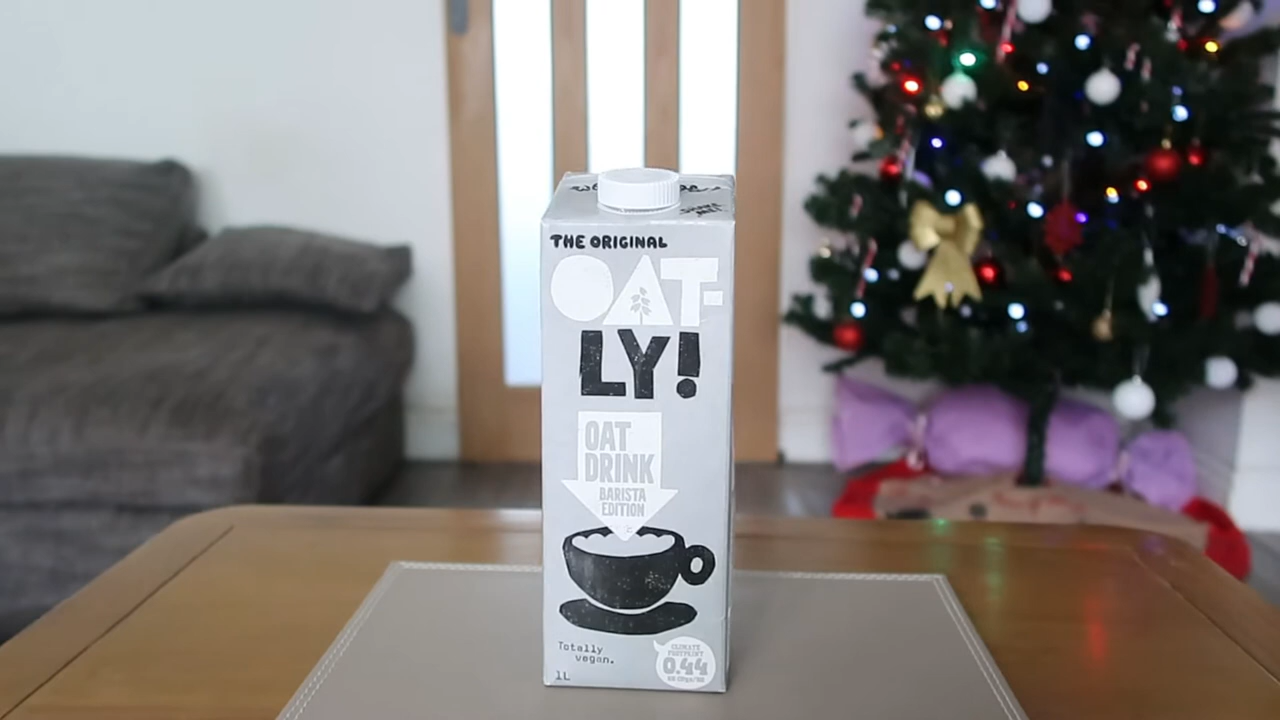 THE ORIGINAL
OAT-
LY!
OAT
DRINK
BARISTA
EDITION
Totally
vegan.
CLIMATE
FOOTPRINT
0.44
1L